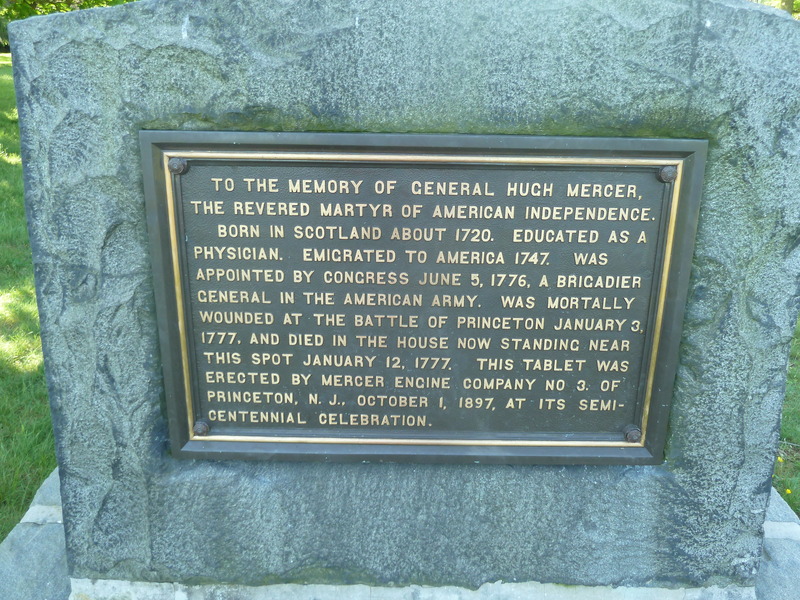 TO THE MEMORY OF GENERAL HUGH MERCER,
THE REVERED MARTYR OF AMERICAN INDEPENDENCE.
BORN IN SCOTLAND ABOUT 1720. EDUCATED AS A
PHYSICIAN. EMIGRATED TO AMERICA 1747. WAS
APPOINTED BY CONGRESS JUNE 5, 1776, A BRIGADIER
GENERAL IN THE AMERICAN ARMY. WAS MORTALLY
WOUNDED AT THE BATTLE OF PRINCETON JANUARY 3,
1777. AND DIED IN THE HOUSE NOW STANDING NEAR
THIS SPOT JANUARY 12, 1777. THIS TABLET WAS
ERECTED BY MERCER ENGINE COMPANY NO 3. OF
PRINCETON, N. J., OCTOBER 1, 1897, AT ITS SEMI-
CENTENNIAL CELEBRATION.